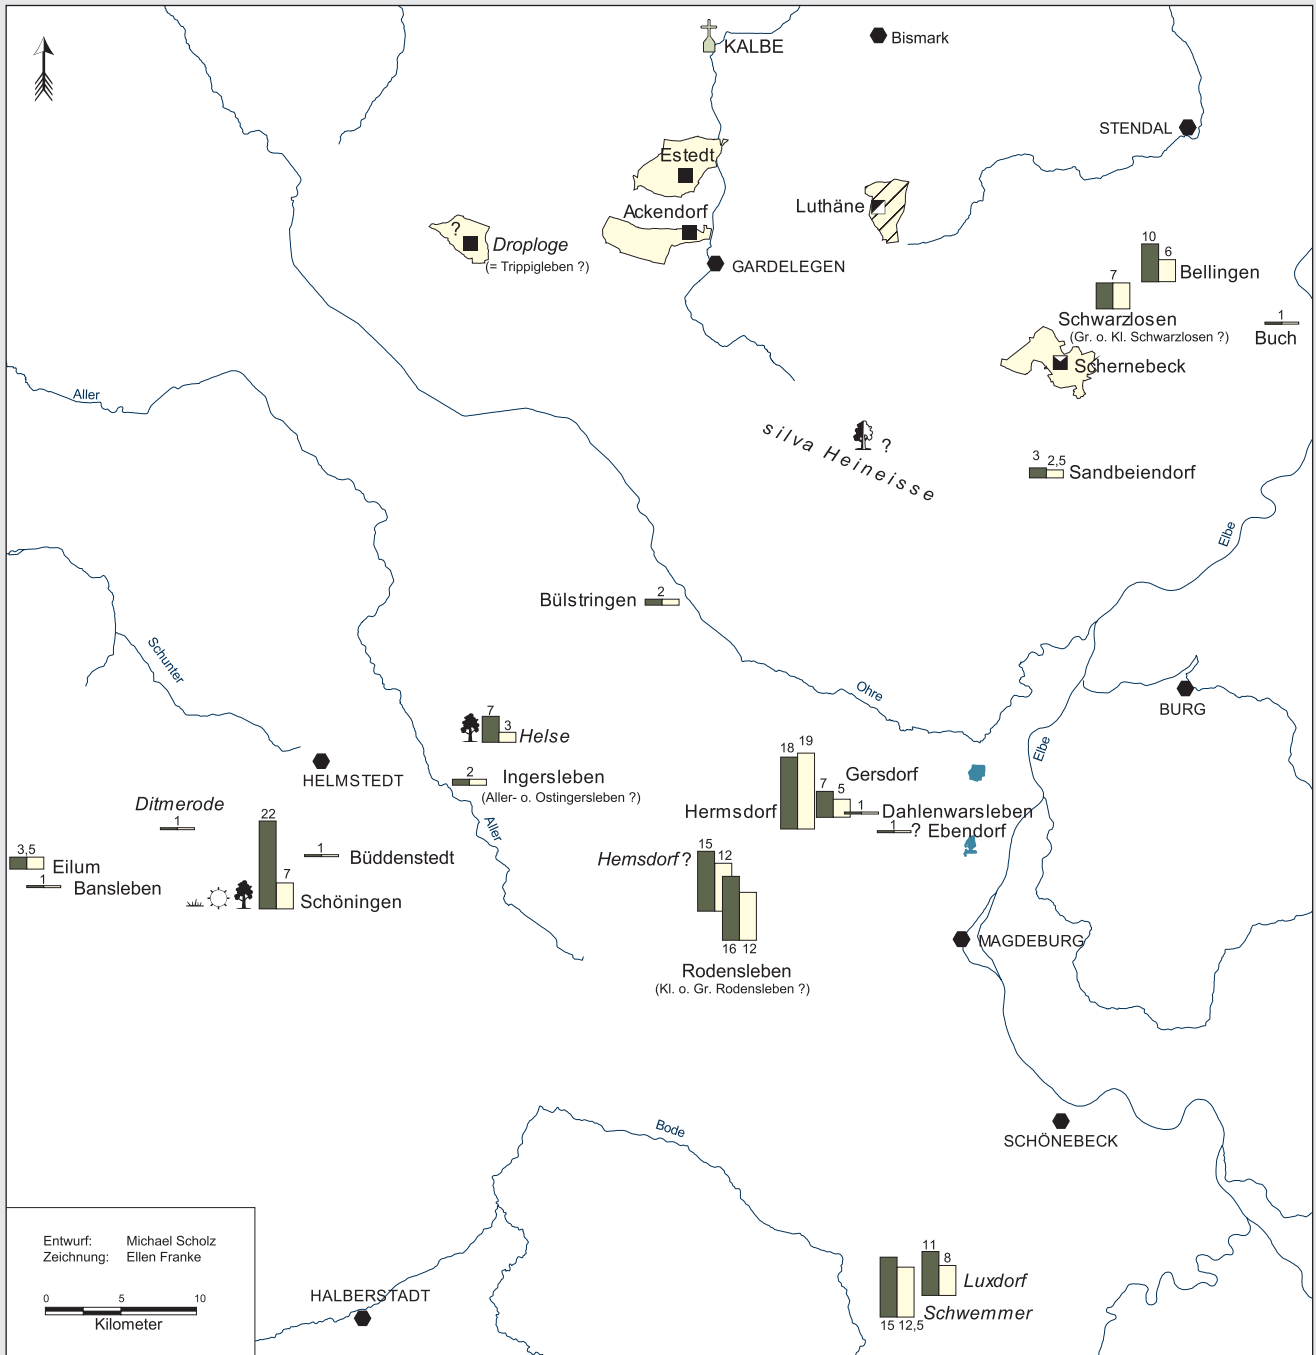 KALBE
Bismark
STENDAL
Estedt
Ackendorf
Luthäne
?
Droploge
(= Trippigleben ?)
GARDELEGEN
10
6
Bellingen
7
Schwarzlosen
(Gr. o. Kl. Schwarzlosen ?)
1
Buch
Schernebeck
Aller
silva Heineisse
?
3
2,5
Sandbeiendorf
Elbe
Bülstringen
2
Schunter
Ohre
BURG
7
3
Helse
Elbe
HELMSTEDT
2
Ingersleben
(Aller- o. Ostingersleben ?)
18
19
Gersdorf
7
5
Hermsdorf
1
Dahlenwarsleben
1
? Ebendorf
Ditmerode
1
22
Aller
3,5
Eilum
1
Bansleben
1
Büddenstedt
7
Schöningen
Hemsdorf ?
15
12
16
12
Rodensleben
(Kl. o. Gr. Rodensleben ?)
MAGDEBURG
Bode
SCHÖNEBECK
Entwurf: Michael Scholz
Zeichnung: Ellen Franke
0 5 10
Kilometer
HALBERSTADT
11
8
Luxdorf
Schwemmer
15
12,5